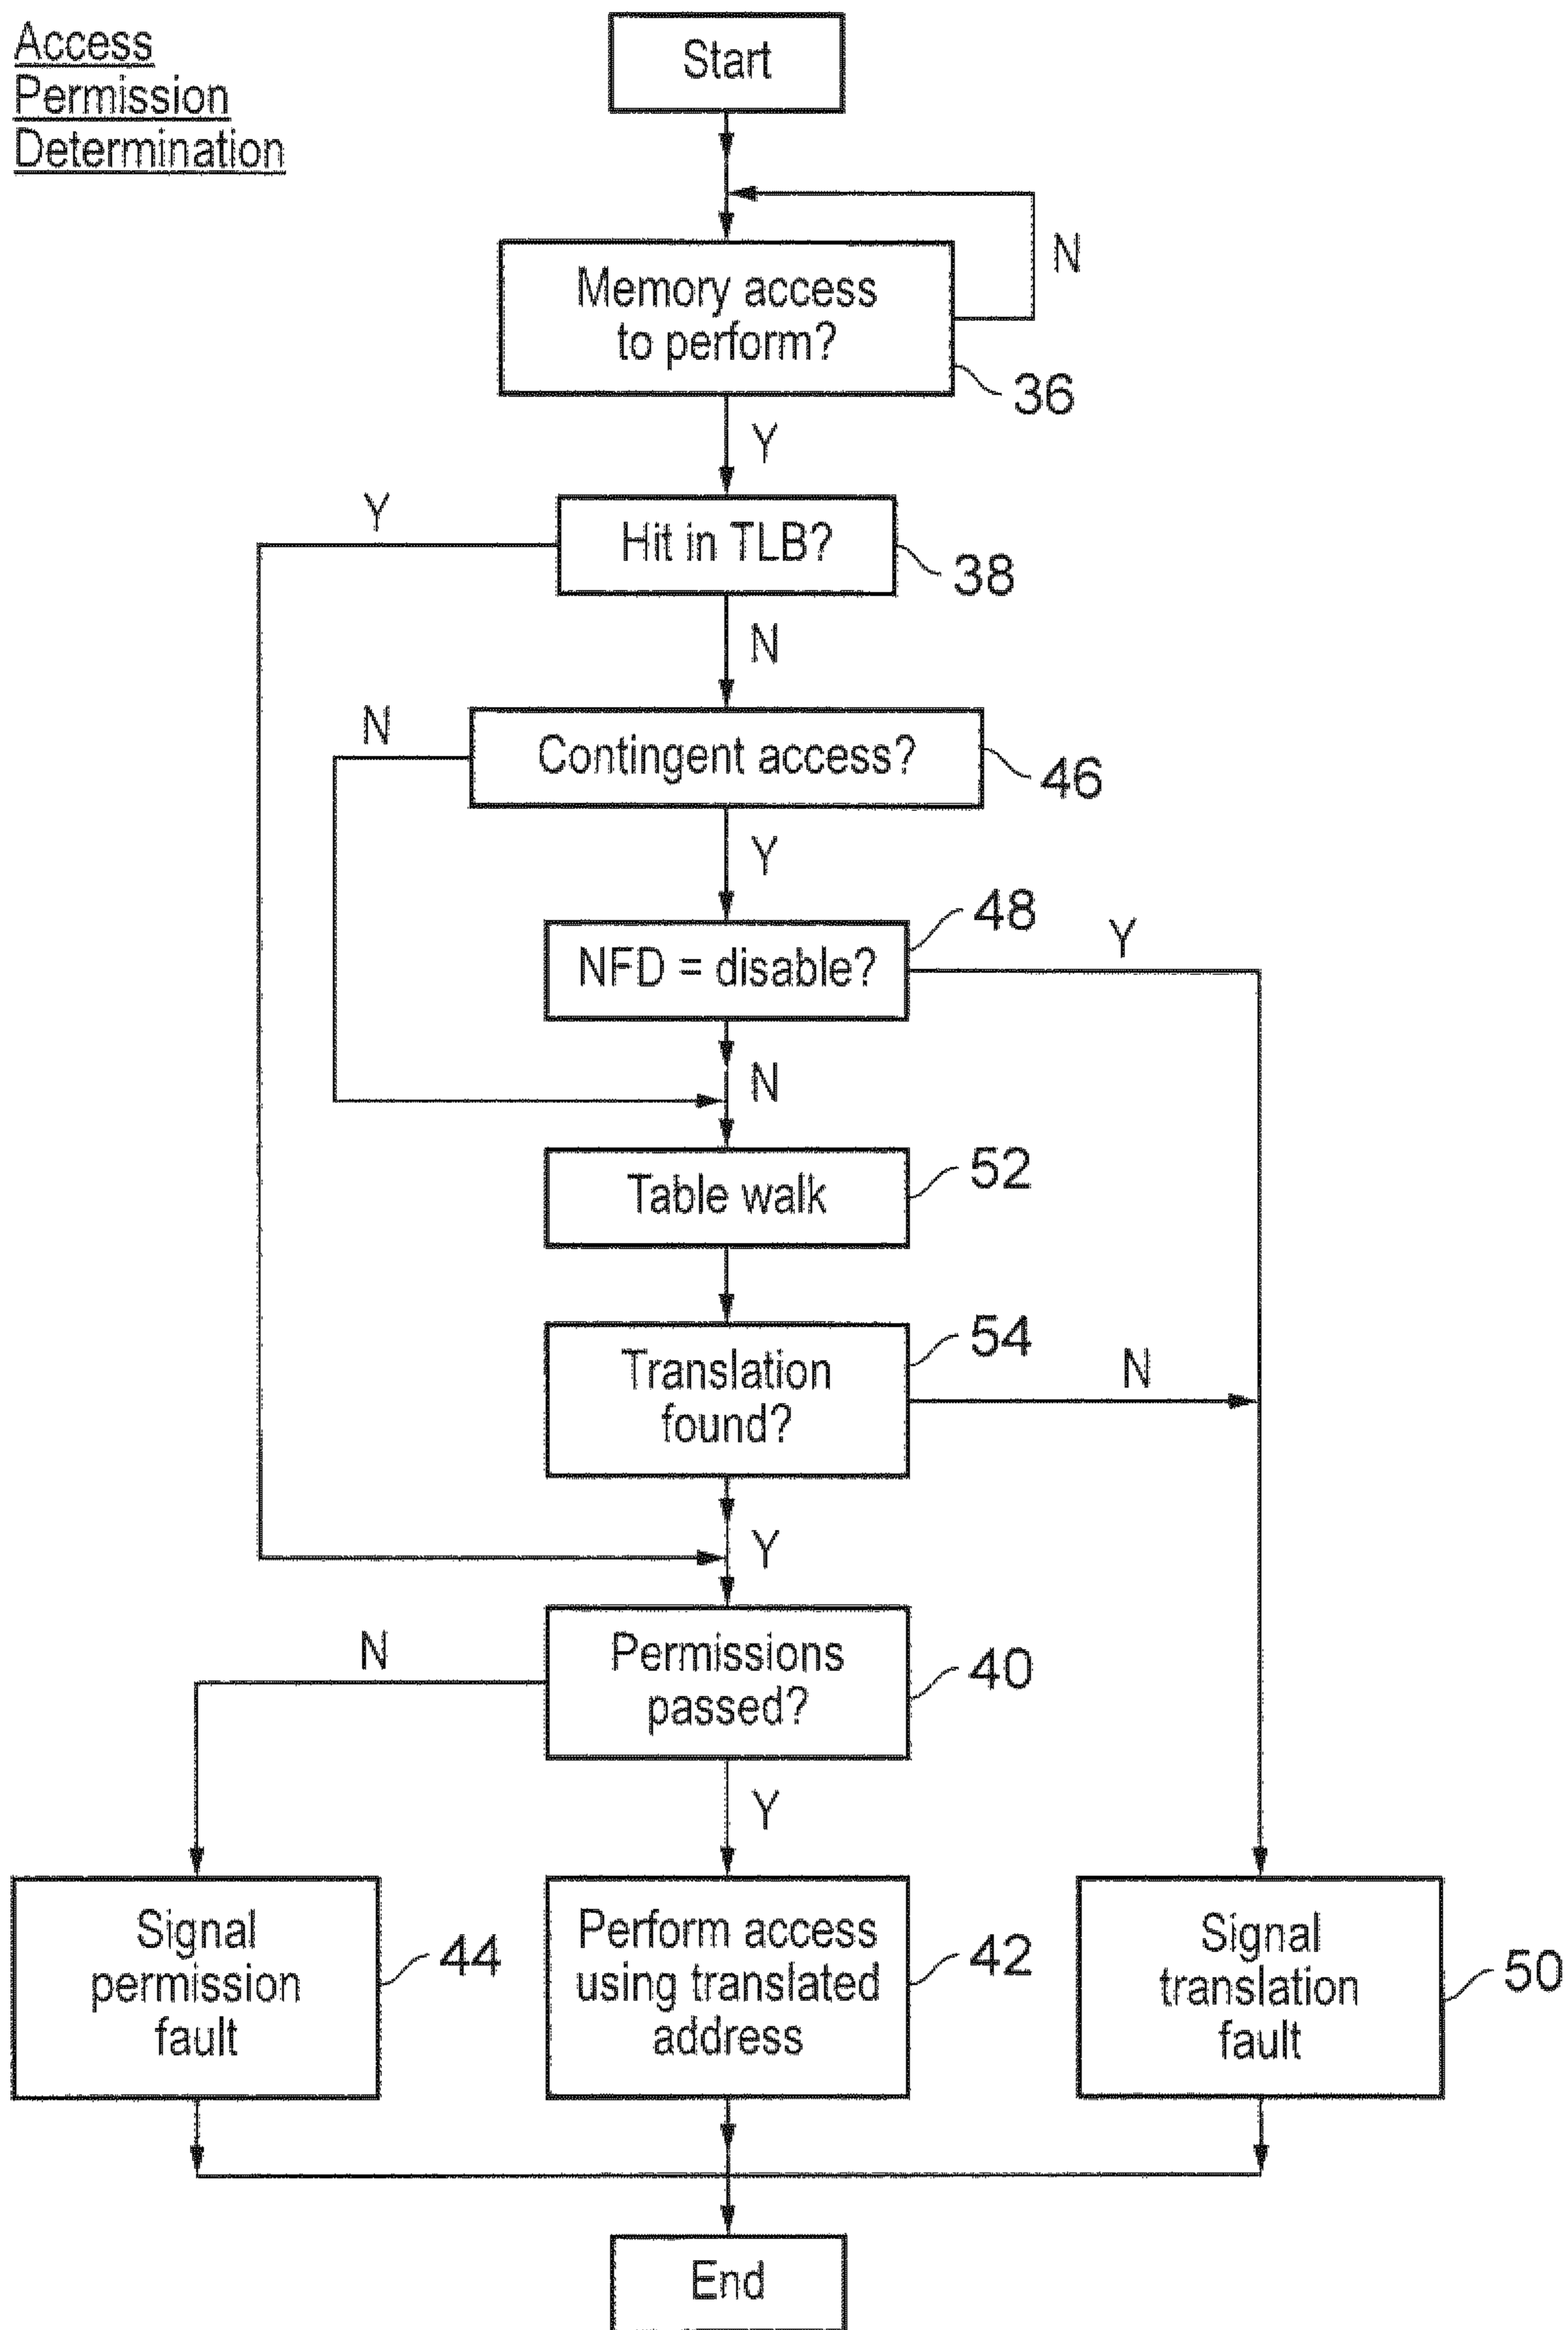 Access
Permission
Determination
Start
N
Memory access
to perform?
36
Y
Y
Hit in TLB?
38
N
N
Contingent access?
46
Y
48
Y
NFD = disable?
N
52
Table walk
54
Translation
found?
N
Y
N
Permissions
passed?
40
Y
Signal
permission
fault
44
Perform access
using translated
address
42
Signal
translation
fault
50
End